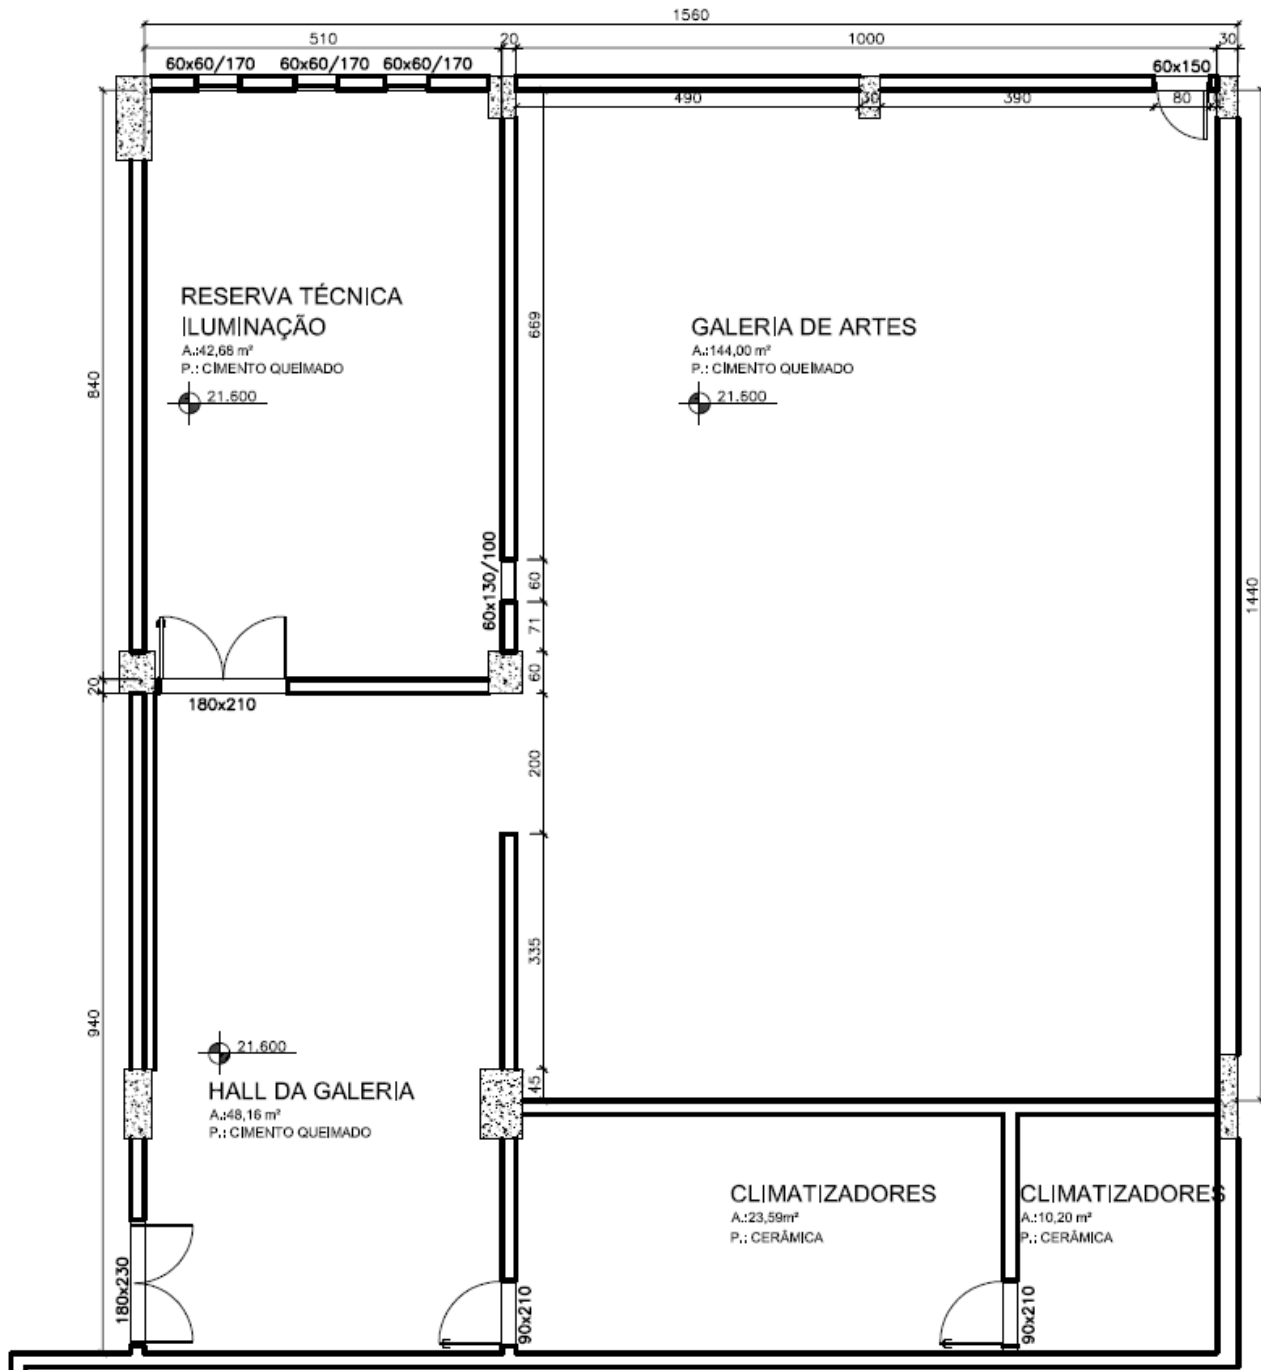 1560
510
20
1000
30
60x60/170
60x60/170
60x60/170
60x150
490
30
390
80
RESERVA TÉCNICA
ILUMINAÇÃO
A.:42,68 m²
P.: CIMENTO QUEIMADO
21.600
GALERIA DE ARTES
A.:144,00 m²
P.: CIMENTO QUEIMADO
21.600
669
840
60x130/100
60
71
60
1440
20
180x210
200
335
940
21.600
HALL DA GALERIA
A.:48,16 m²
P.: CIMENTO QUEIMADO
45
CLIMATIZADORES
A.:23,59m²
P.: CERÂMICA
CLIMATIZADORES
A.:10,20 m²
P.: CERÂMICA
180x230
90x210
90x210